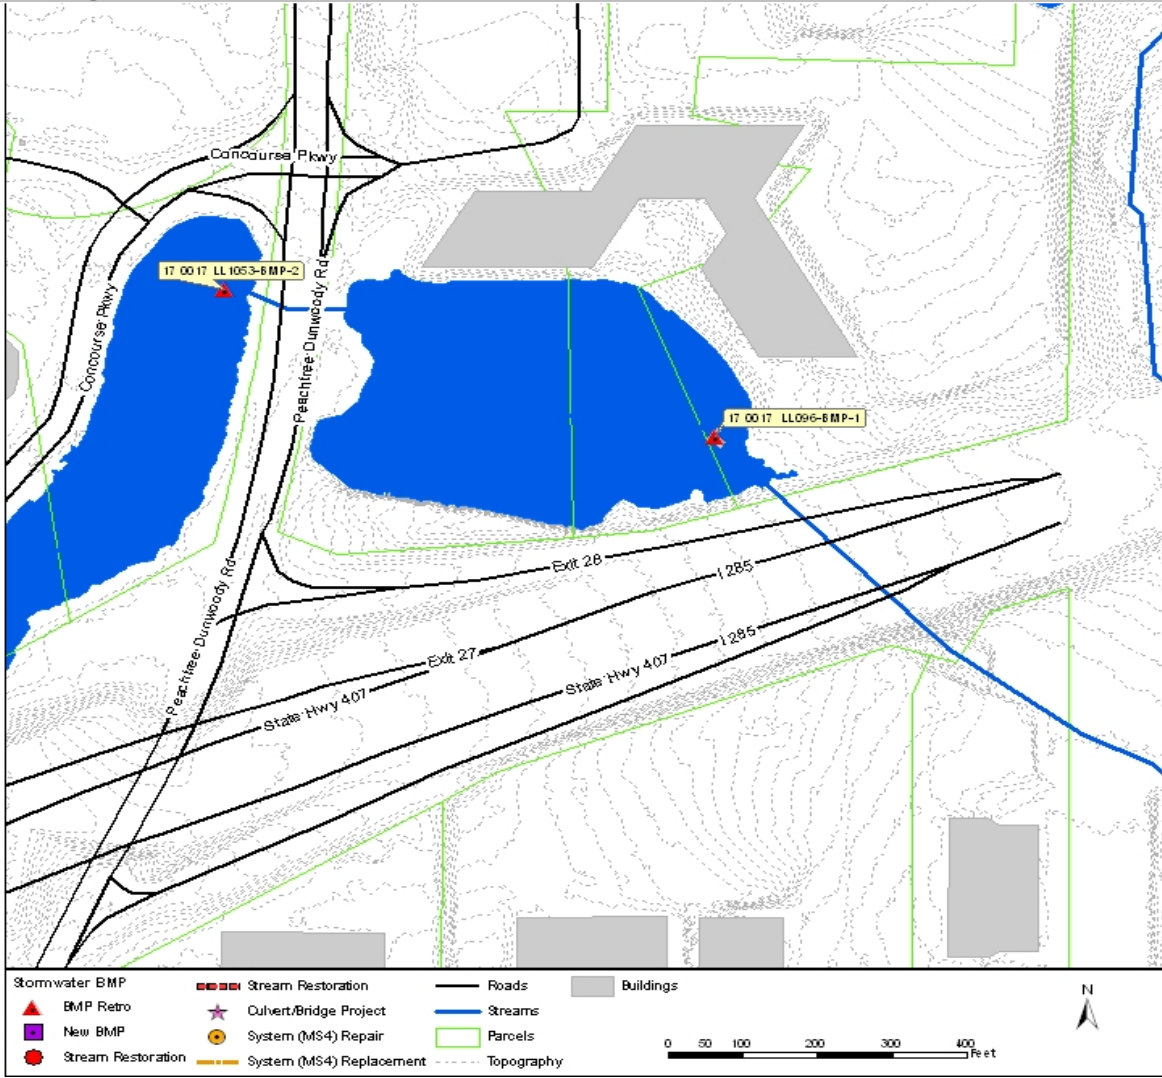 Concourse Pkwy
17 0017 LL1053-BMP-2
Concourse Pkwy
Peachtree Dunwoody Rd
17 0017 LL096-BMP-1
Exit 28
I285
Peachtree Dunwoody Rd
Exit 27
I285
State Hwy 407
State Hwy 407
Stormwater BMP
BMP Retro
New BMP
Stream Restoration
Stream Restoration
Culvert/Bridge Project
System (MS4) Repair
System (MS4) Replacement
Roads
Streams
Parcels
Topography
Buildings
N
0 50 100 200 300 400
Feet